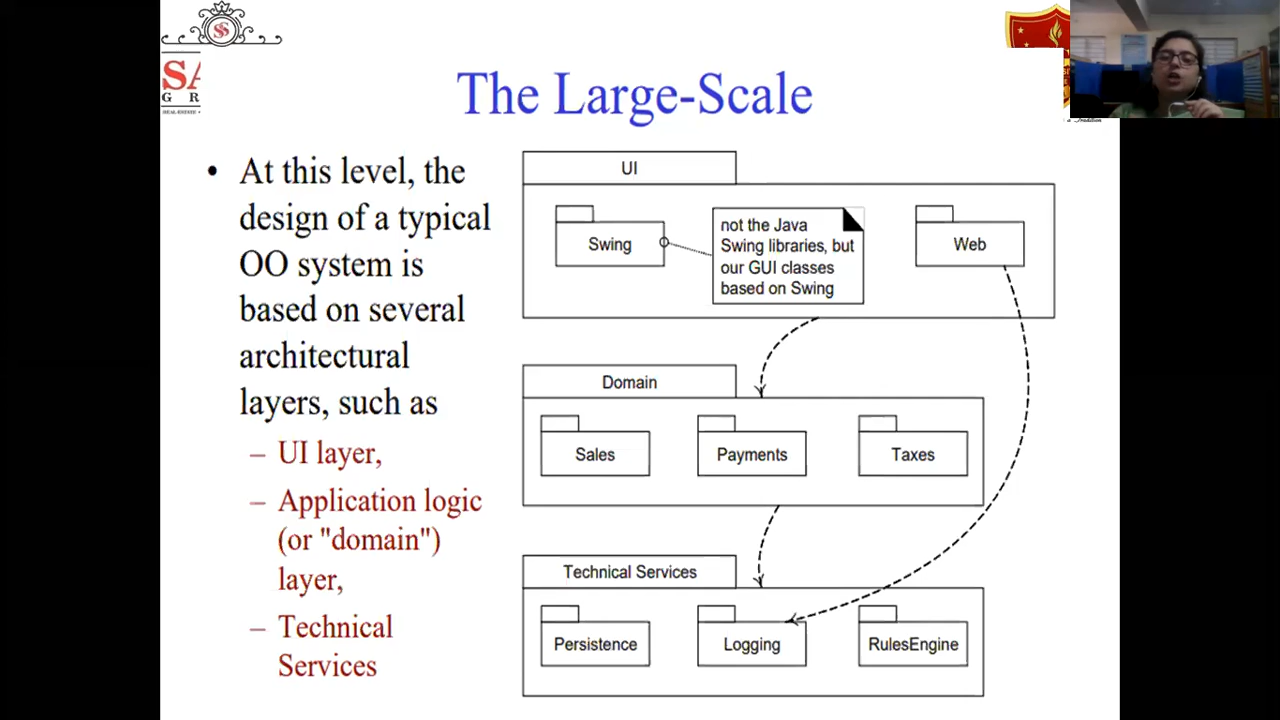 SS
SA
G R
The Large-Scale
• At this level, the
design of a typical
OO system is
based on several
architectural
layers, such as
– UI layer,
– Application logic
(or "domain")
layer,
– Technical
Services
UI
Swing
not the Java
Swing libraries, but
our GUI classes
based on Swing
Web
Domain
Sales
Payments
Taxes
Technical Services
Persistence
Logging
RulesEngine